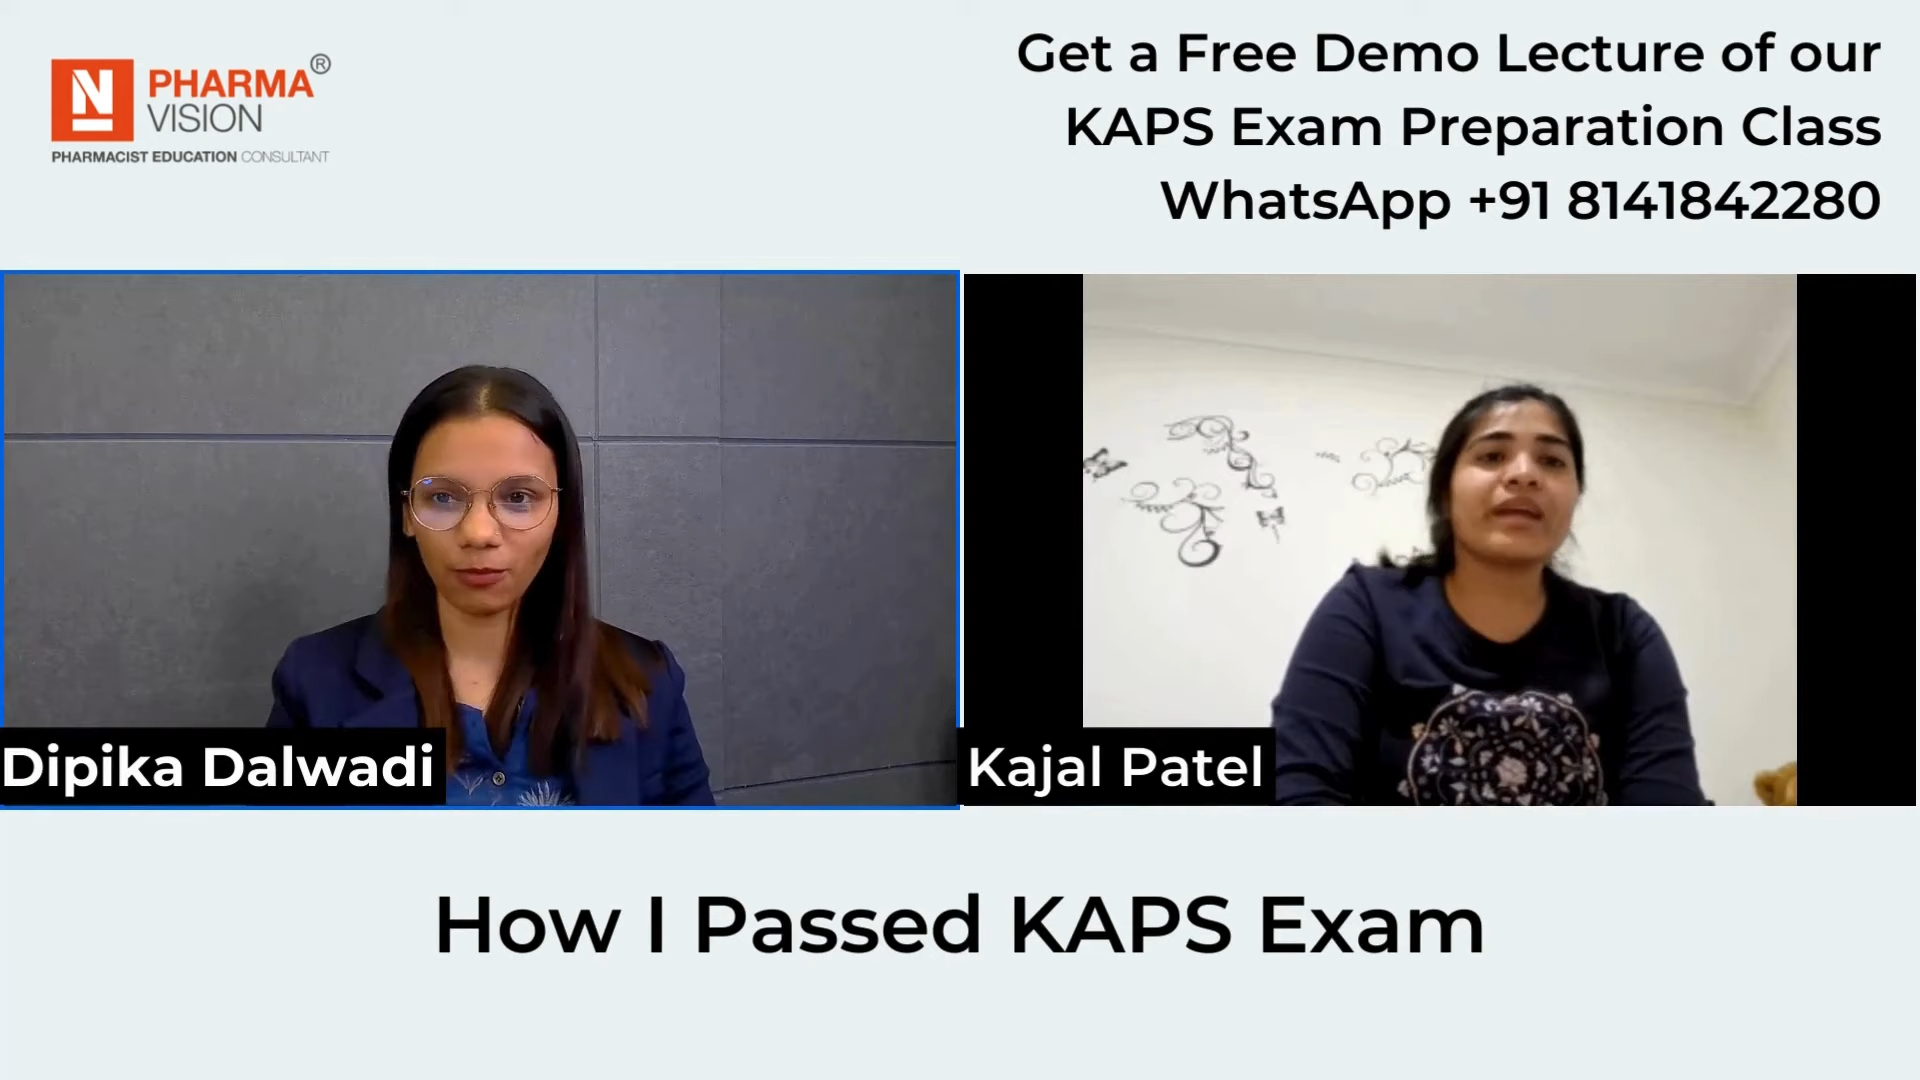 N PHARMA®
VISION
PHARMACIST EDUCATION CONSULTANT
Get a Free Demo Lecture of our
KAPS Exam Preparation Class
WhatsApp +91 8141842280
Dipika Dalwadi
Kajal Patel
How I Passed KAPS Exam